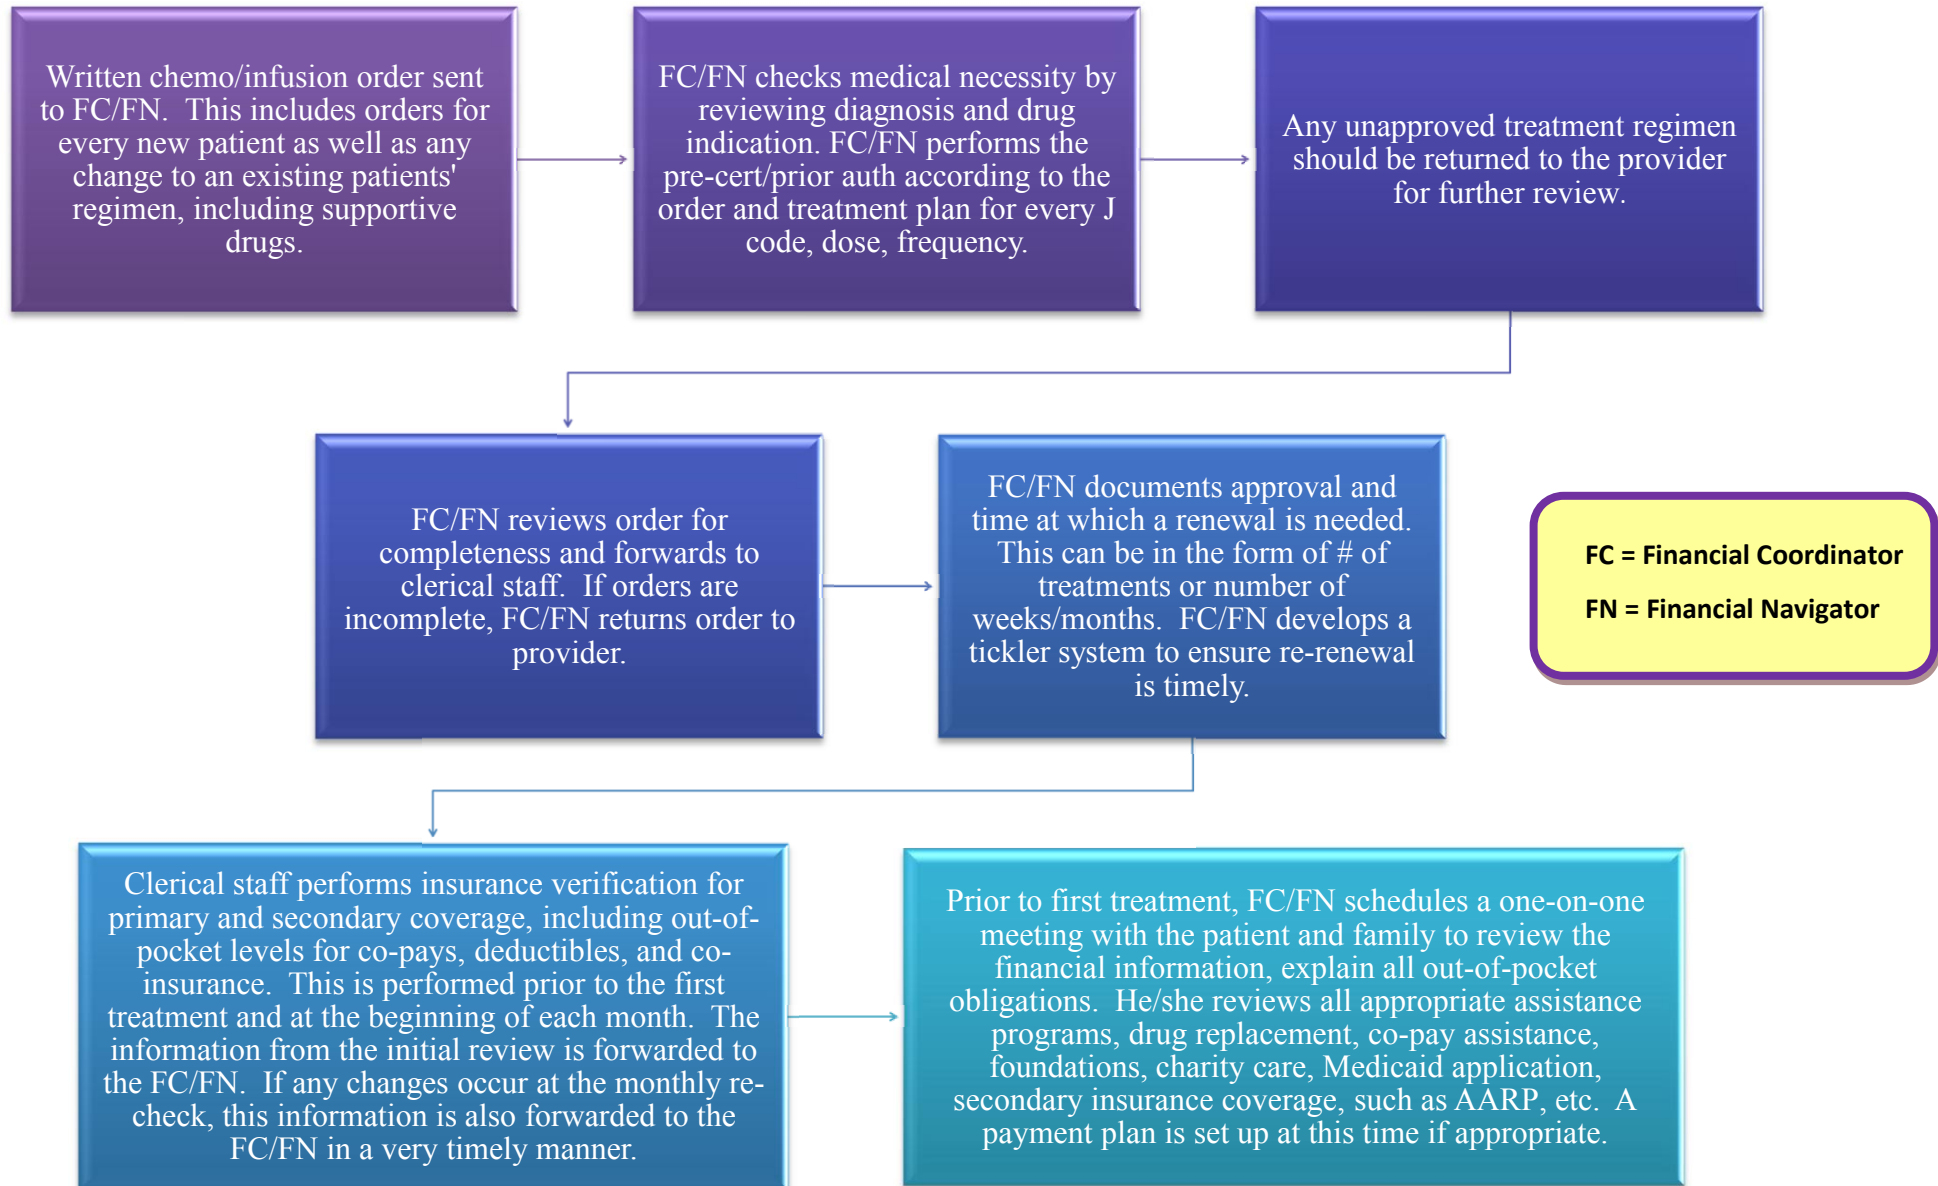 Written chemo/infusion order sent
to FC/FN.  This includes orders for
every new patient as well as any
change to an existing patients'
regimen, including supportive
drugs.
FC/FN checks medical necessity by
reviewing diagnosis and drug
indication. FC/FN performs the
pre-cert/prior auth according to the
order and treatment plan for every J
code, dose, frequency.
Any unapproved treatment regimen
should be returned to the provider
for further review.
FC/FN reviews order for
completeness and forwards to
clerical staff.  If orders are
incomplete, FC/FN returns order to
provider.
FC/FN documents approval and
time at which a renewal is needed.
This can be in the form of # of
treatments or number of
weeks/months.  FC/FN develops a
tickler system to ensure re-renewal
is timely.
FC = Financial Coordinator
FN = Financial Navigator
Clerical staff performs insurance verification for
primary and secondary coverage, including out-of-
pocket levels for co-pays, deductibles, and co-
insurance.  This is performed prior to the first
treatment and at the beginning of each month.  The
information from the initial review is forwarded to
the FC/FN.  If any changes occur at the monthly re-
check, this information is also forwarded to the
FC/FN in a very timely manner.
Prior to first treatment, FC/FN schedules a one-on-one
meeting with the patient and family to review the
financial information, explain all out-of-pocket
obligations.  He/she reviews all appropriate assistance
programs, drug replacement, co-pay assistance,
foundations, charity care, Medicaid application,
secondary insurance coverage, such as AARP, etc.  A
payment plan is set up at this time if appropriate.